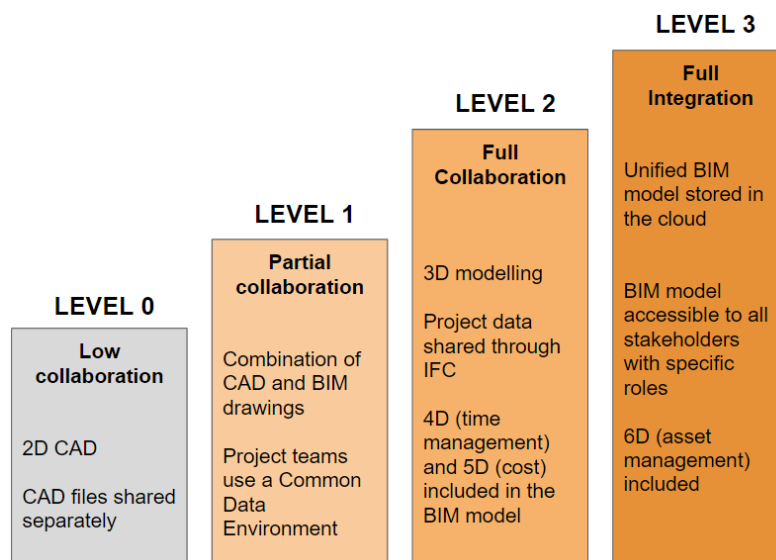 LEVEL 0
Low
collaboration
2D CAD
CAD files shared
separately
LEVEL 1
Partial
collaboration
Combination of
CAD and BIM
drawings
Project teams
use a Common
Data
Environment
LEVEL 2
Full
Collaboration
3D modelling
Project data
shared through
IFC
4D (time
management)
and 5D (cost)
included in the
BIM model
LEVEL 3
Full
Integration
Unified BIM
model stored in
the cloud
BIM model
accessible to all
stakeholders
with specific
roles
6D (asset
management)
included